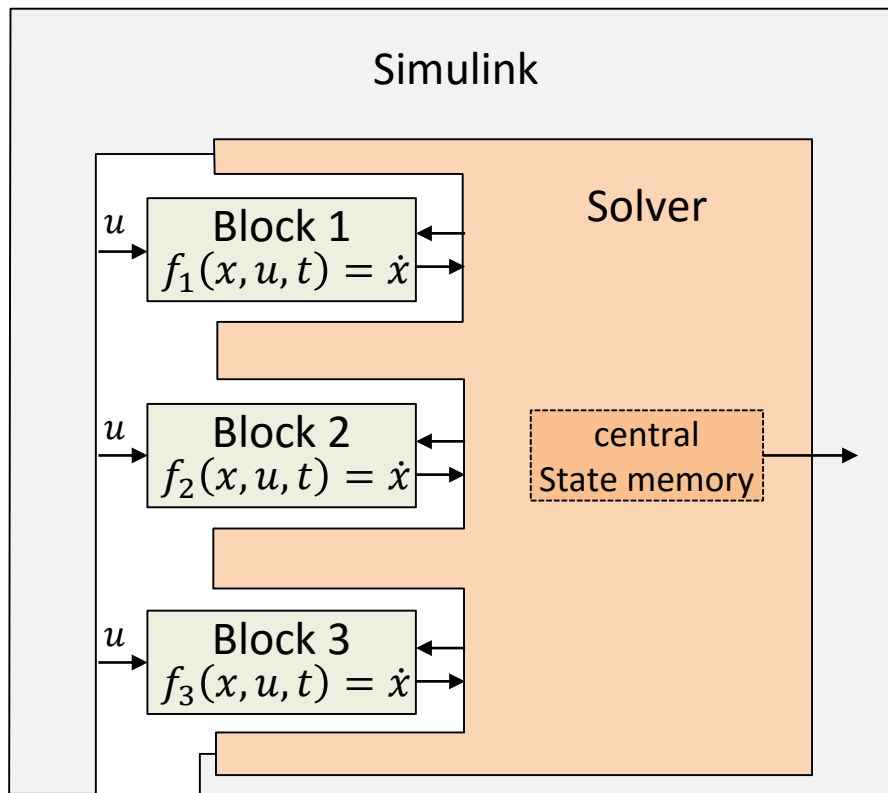 Simulink
Solver
u
Block 1
f₁(x, u, t) = ẋ
u
Block 2
f₂(x, u, t) = ẋ
central
State memory
u
Block 3
f₃(x, u, t) = ẋ